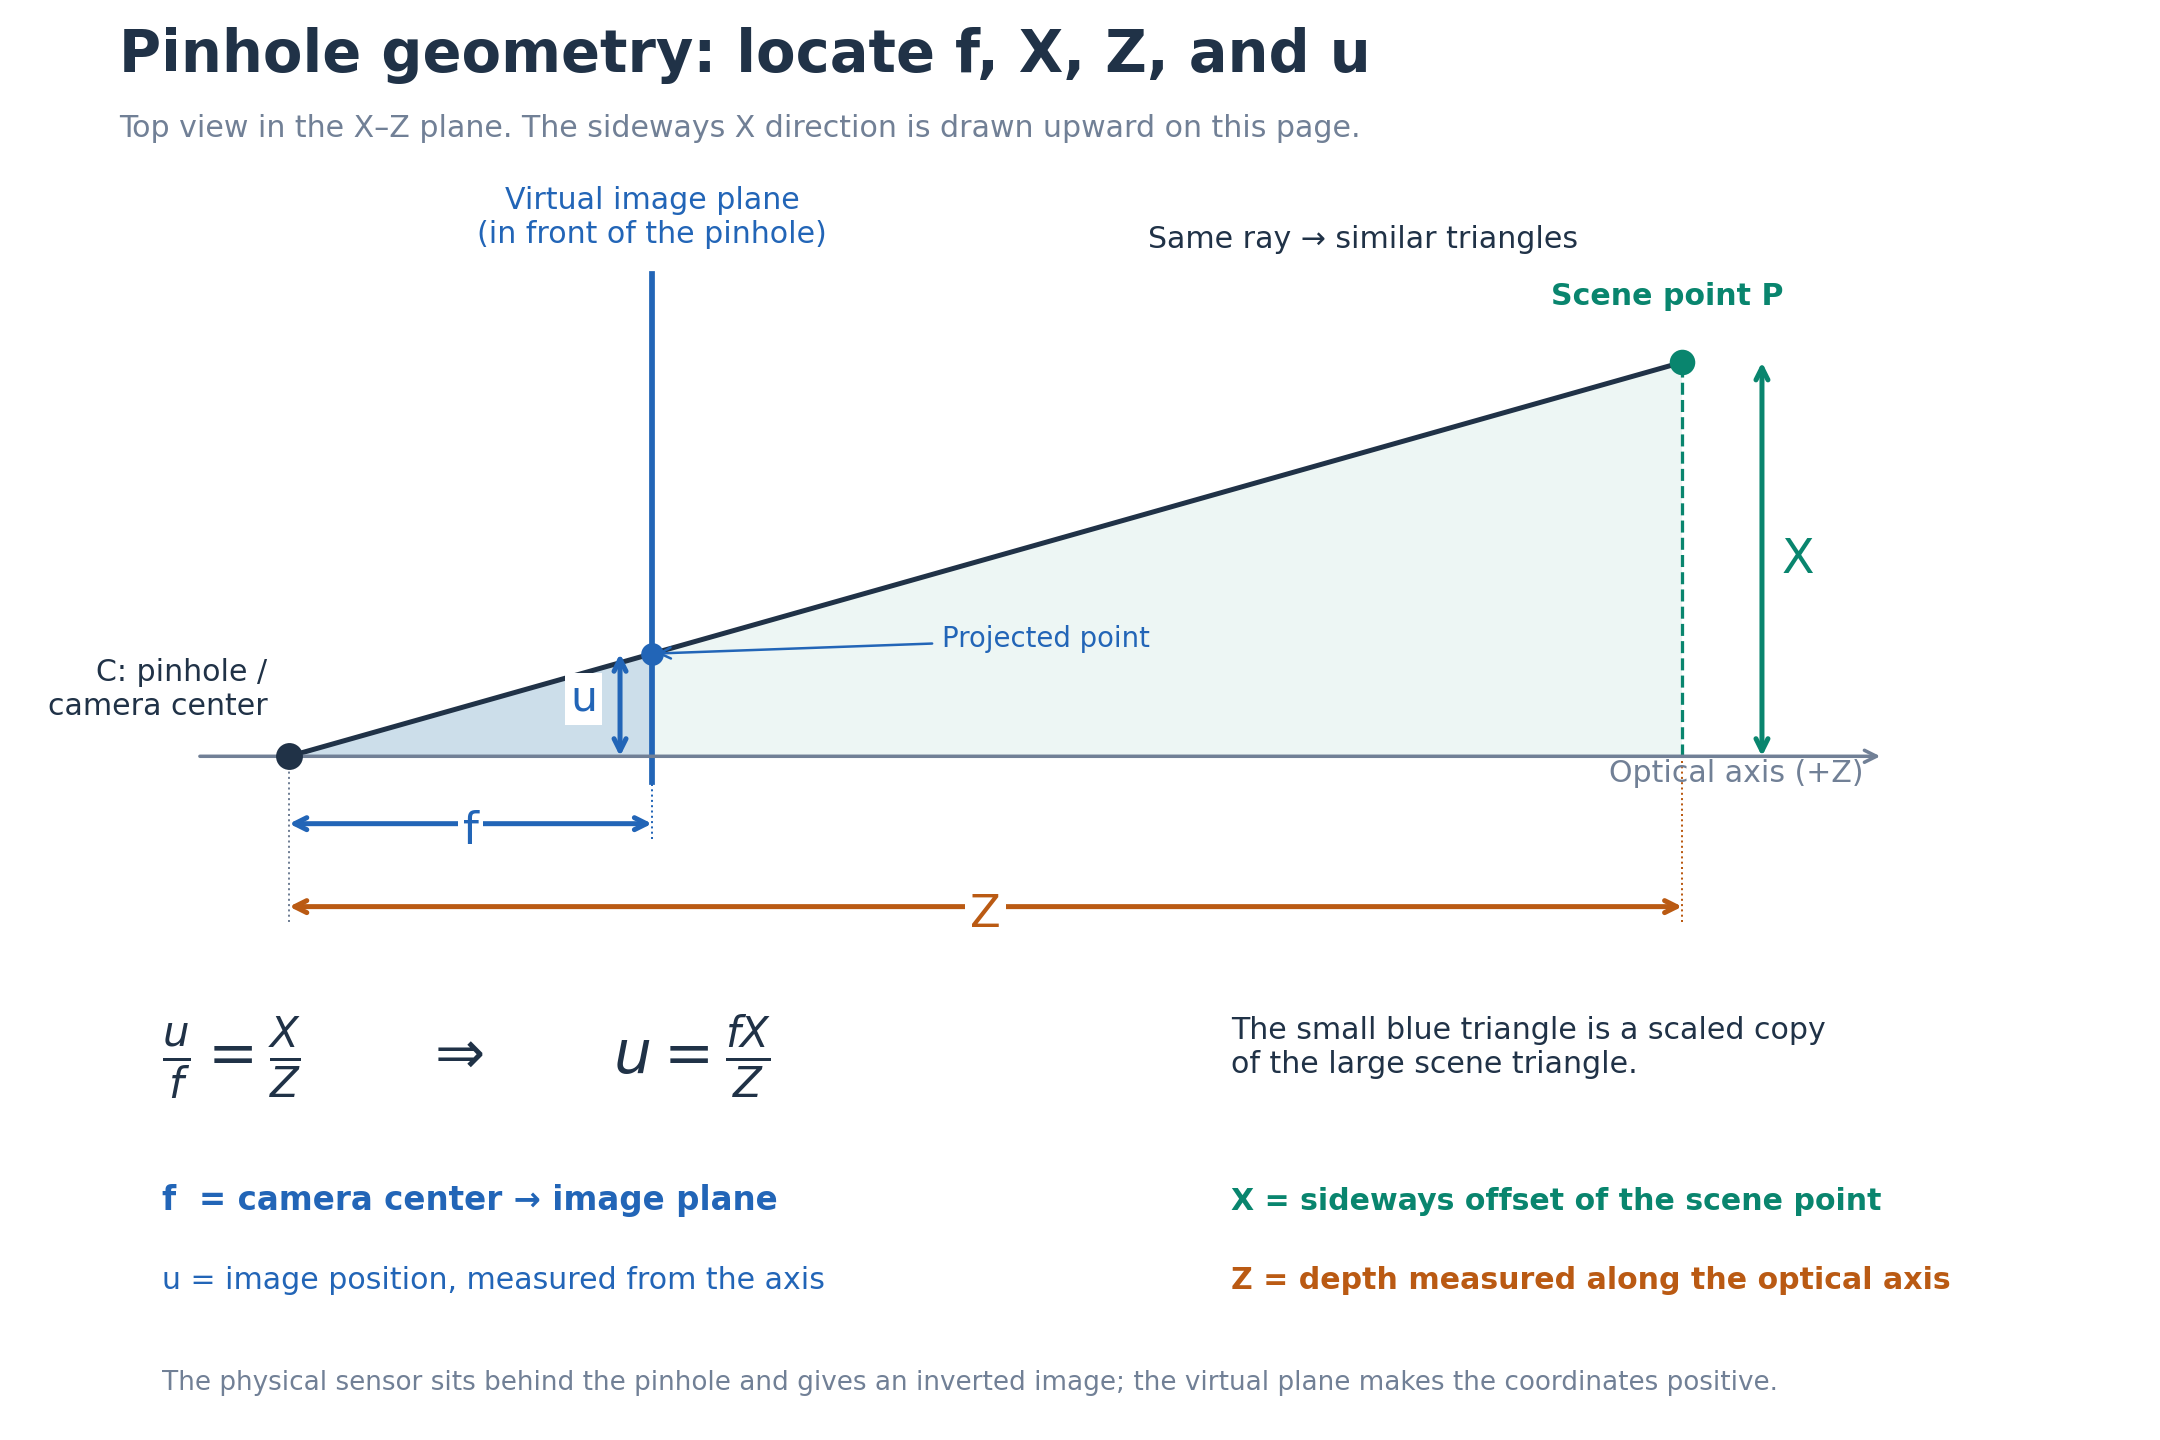 Pinhole geometry: locate f, X, Z, and u
Top view in the X–Z plane. The sideways X direction is drawn upward on this page.
Virtual image plane
(in front of the pinhole)
Same ray → similar triangles
Scene point P
X
Projected point
C: pinhole /
camera center
u
Optical axis (+Z)
f
Z
u/f = X/Z ⇒ u = fX/Z
The small blue triangle is a scaled copy
of the large scene triangle.
f = camera center → image plane
X = sideways offset of the scene point
u = image position, measured from the axis
Z = depth measured along the optical axis
The physical sensor sits behind the pinhole and gives an inverted image; the virtual plane makes the coordinates positive.